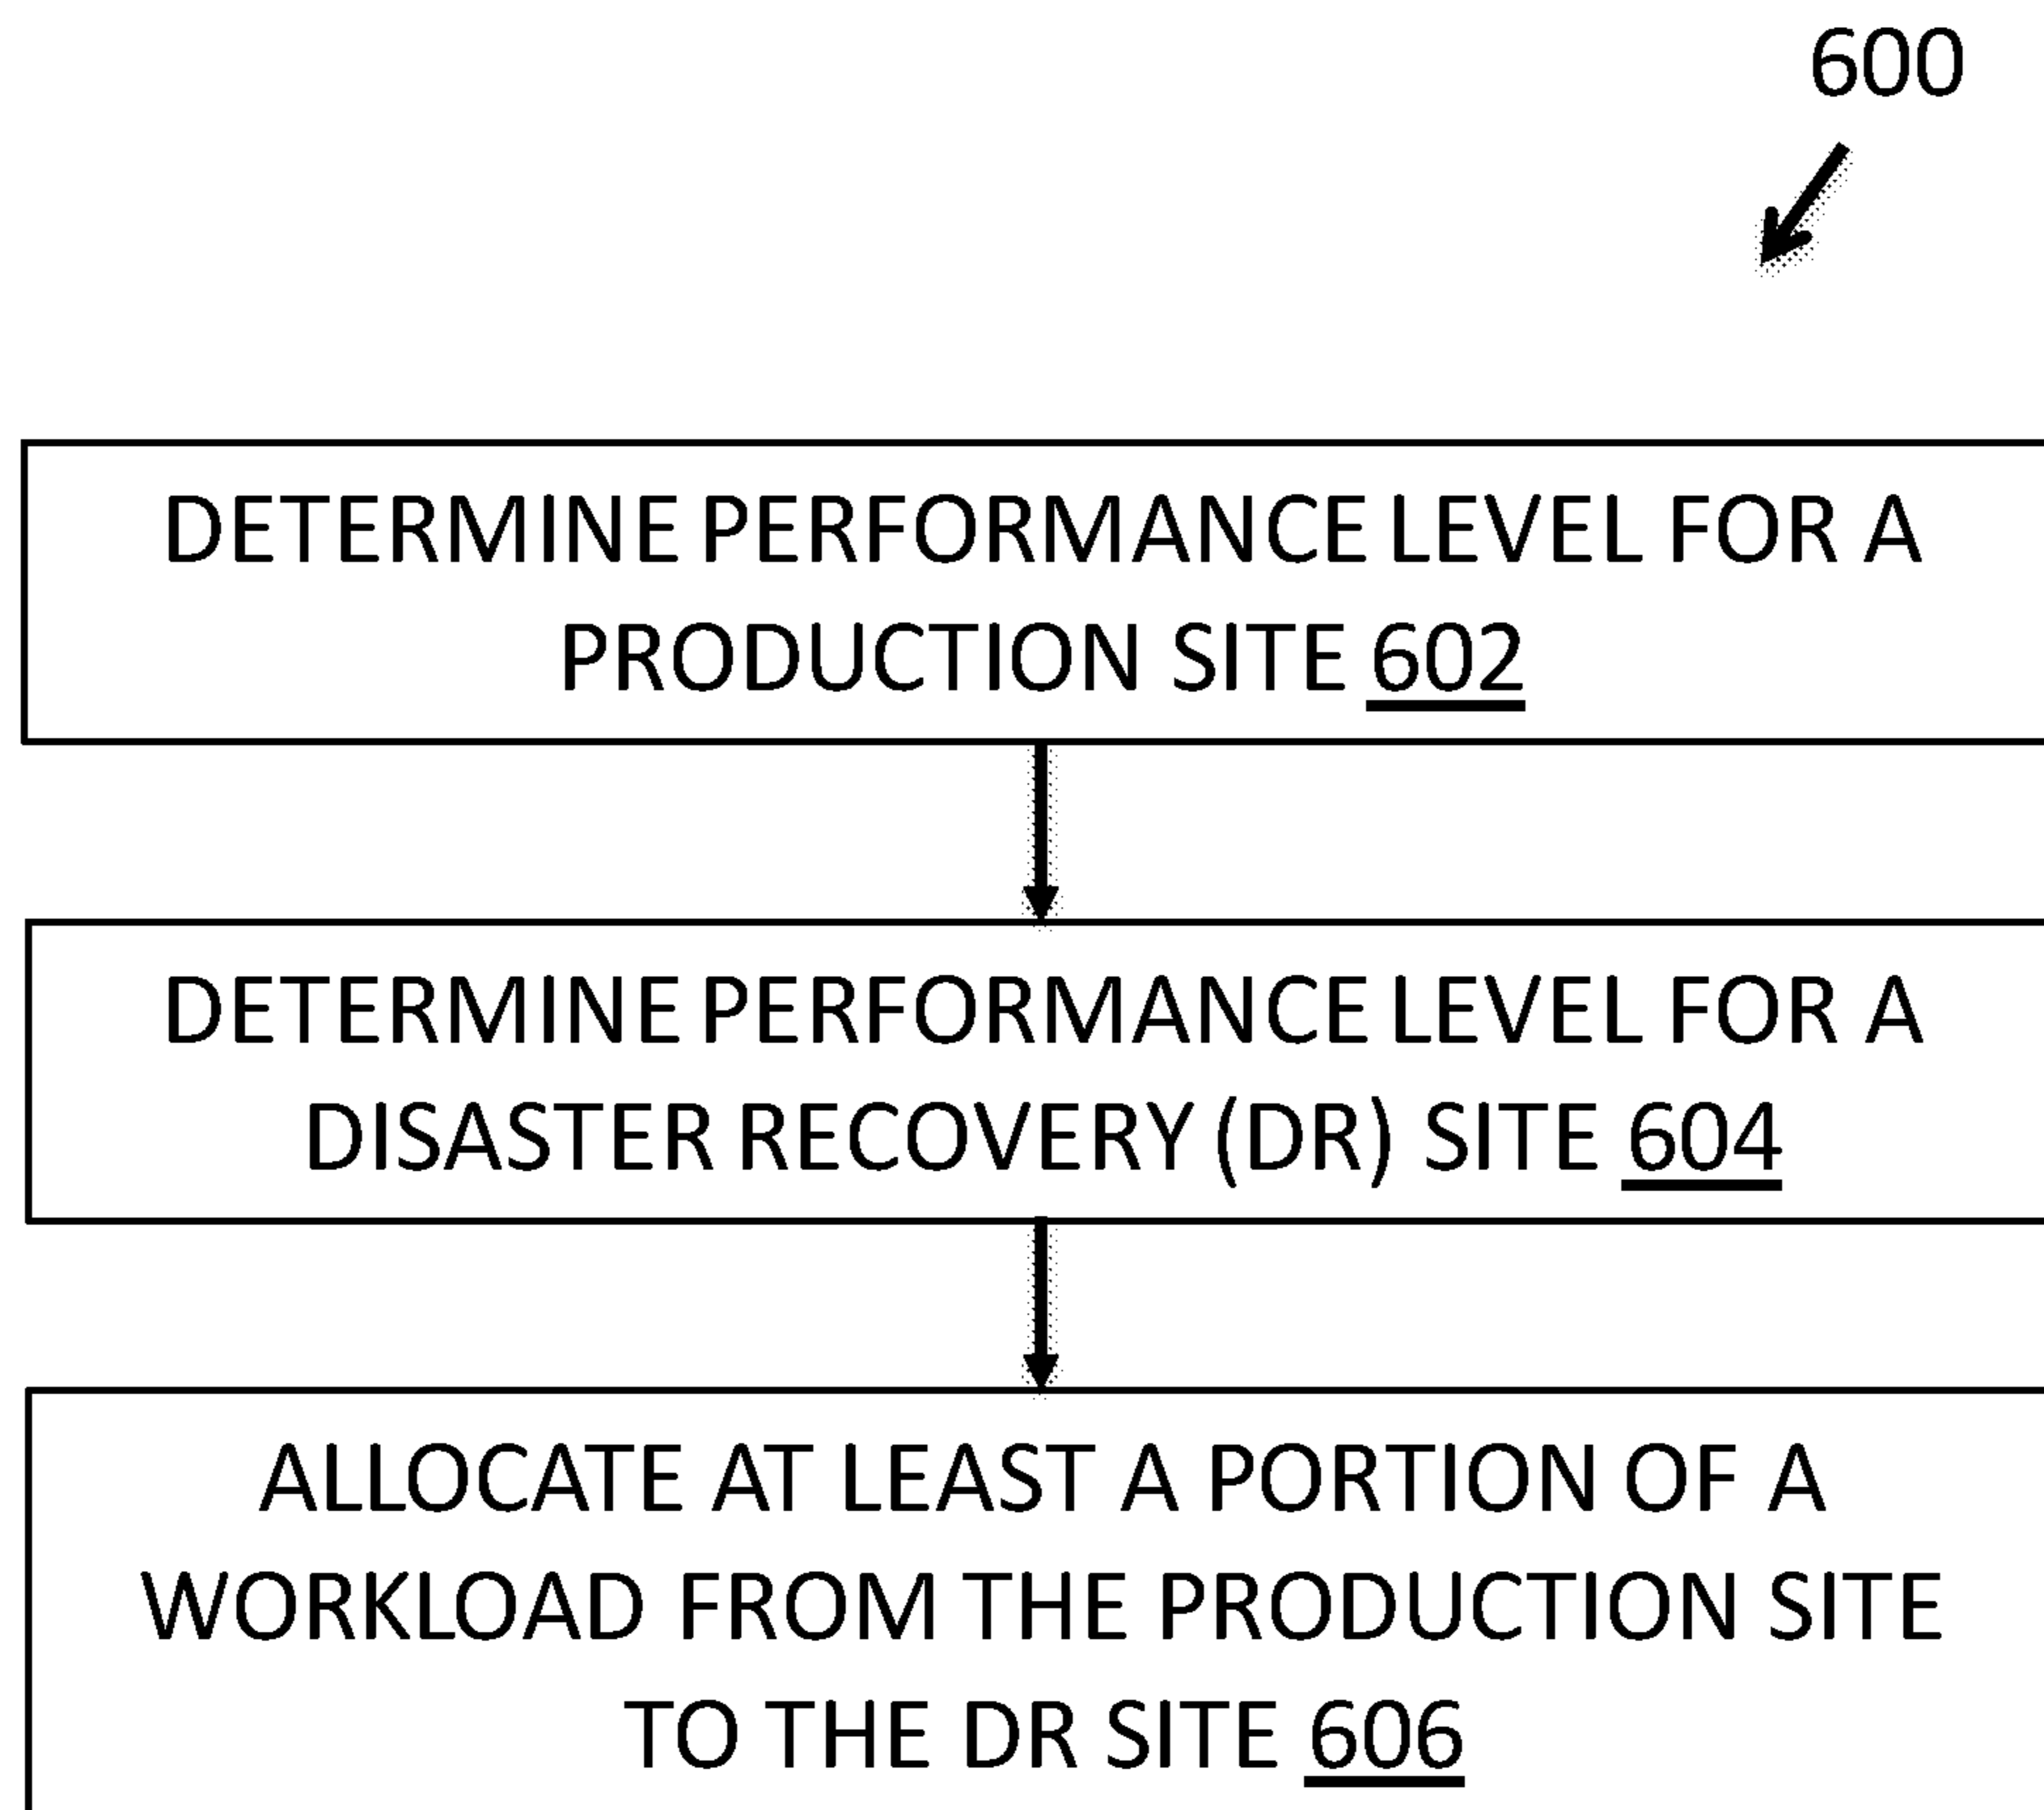 600
DETERMINE PERFORMANCE LEVEL FOR A
PRODUCTION SITE 602
DETERMINE PERFORMANCE LEVEL FOR A
DISASTER RECOVERY (DR) SITE 604
ALLOCATE AT LEAST A PORTION OF A
WORKLOAD FROM THE PRODUCTION SITE
TO THE DR SITE 606